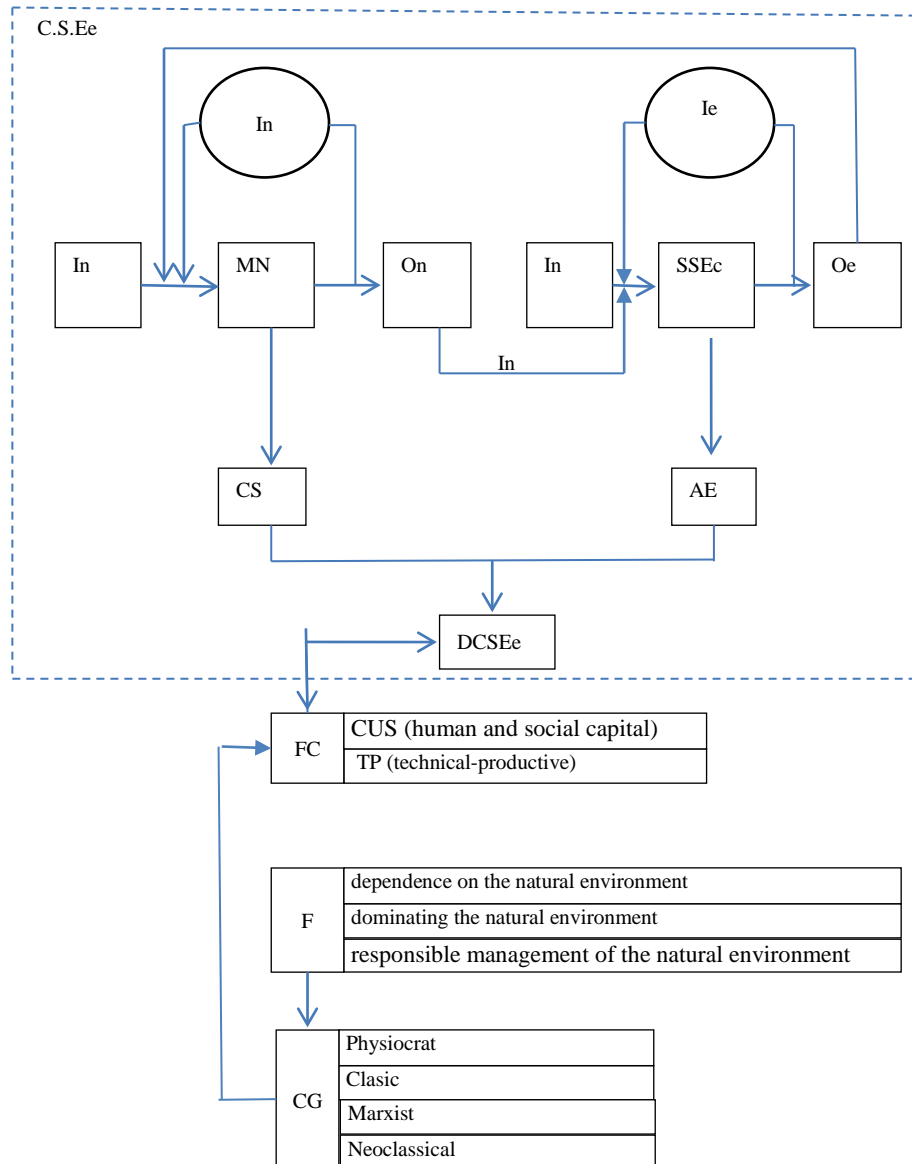 C.S.Ee
In
Ie
In
MN
On
In
SSEc
Oe
In
CS
AE
DCSEe
FC
CUS (human and social capital)
TP (technical-productive)
F
dependence on the natural environment
dominating the natural environment
responsible management of the natural environment
CG
Physiocrat
Clasic
Marxist
Neoclassical